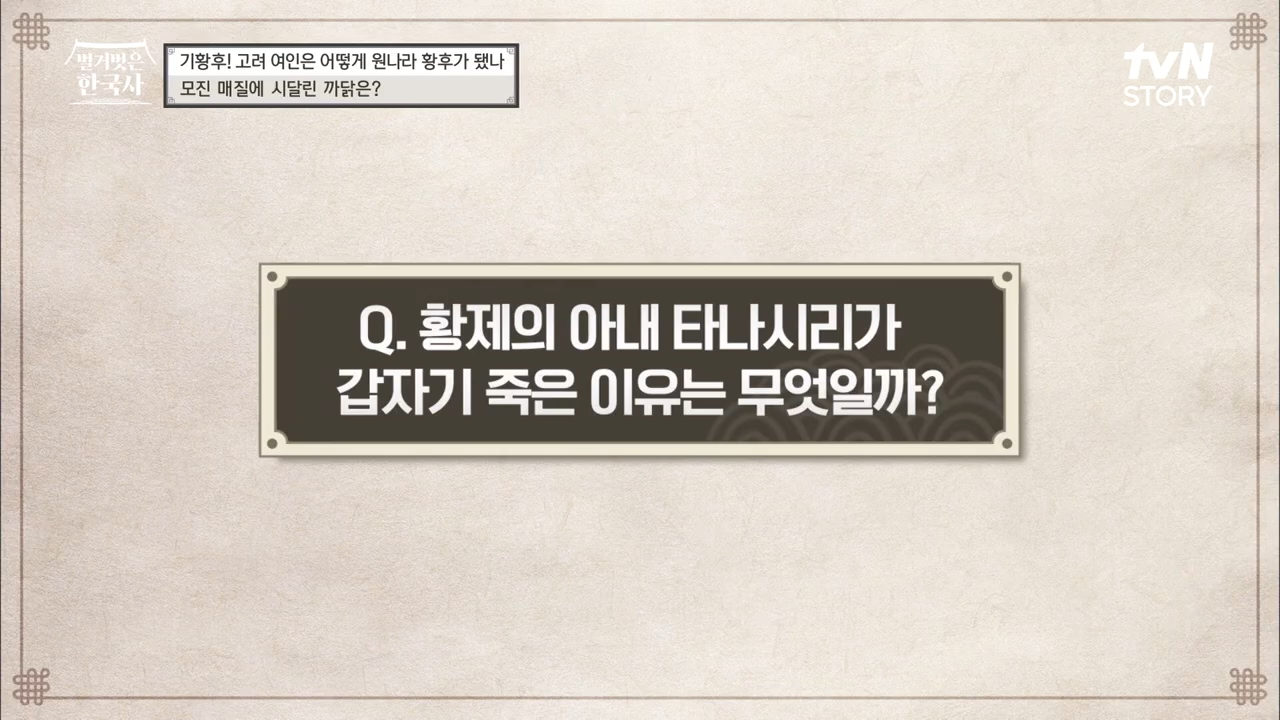 벌거벗은
한국사
기황후! 고려 여인은 어떻게 원나라 황후가 됐나
모진 매질에 시달린 까닭은?
tvN
STORY
Q. 황제의 아내 타나시리가
갑자기 죽은 이유는 무엇일까?